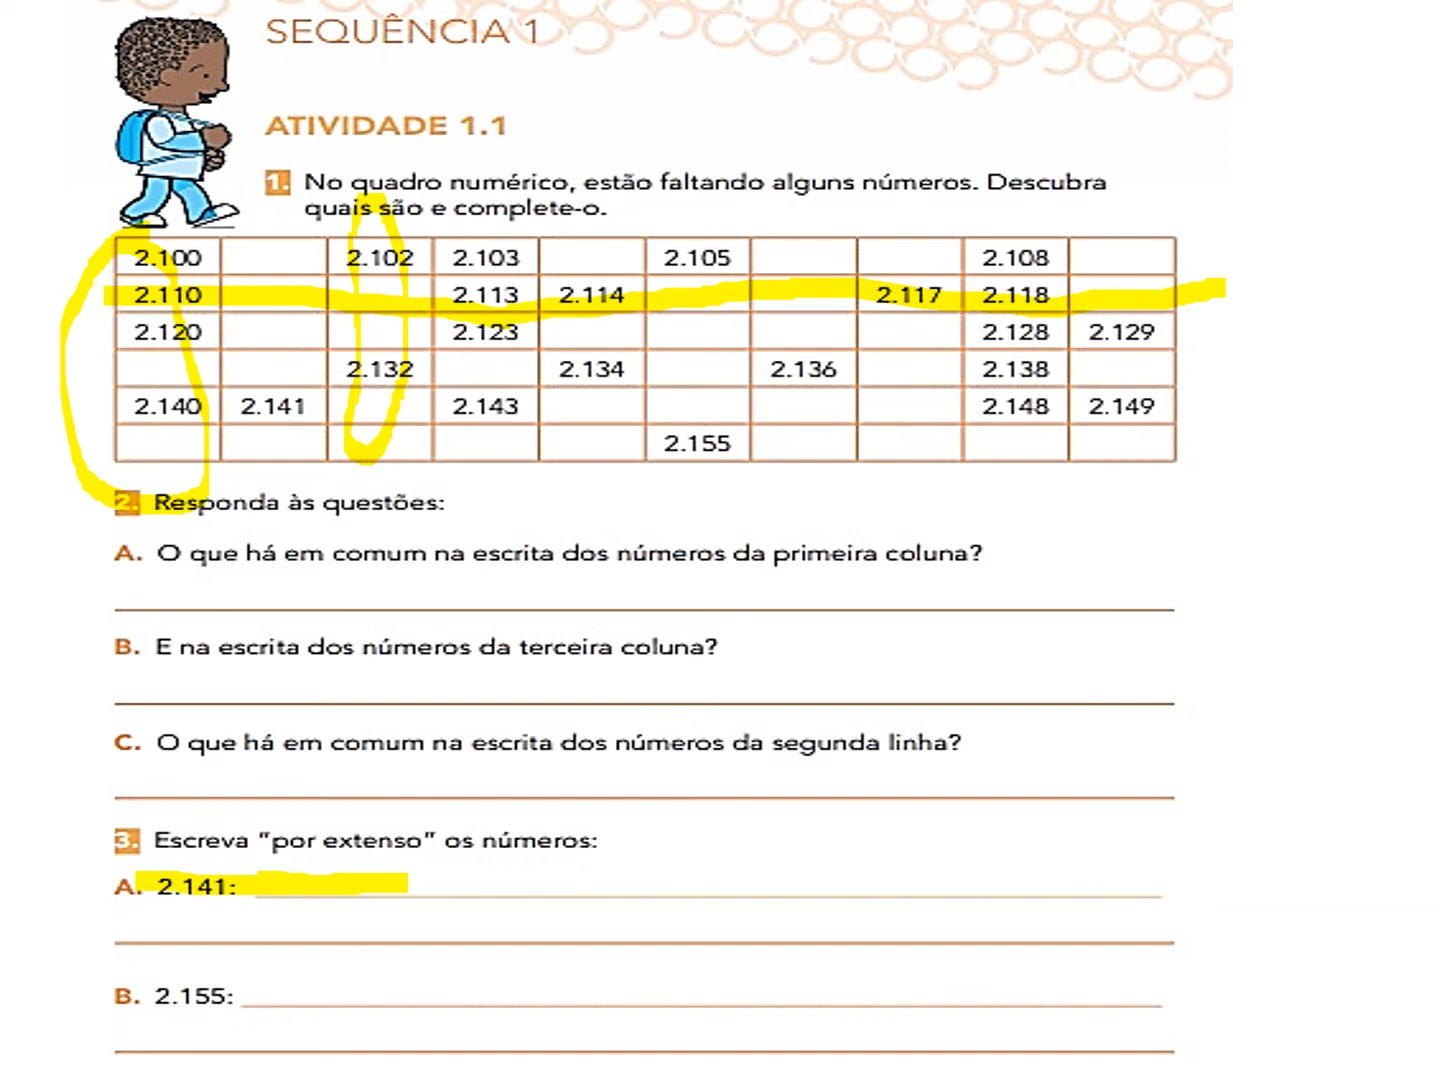 SEQUÊNCIA 1
ATIVIDADE 1.1
1. No quadro numérico, estão faltando alguns números. Descubra
quais são e complete-o.
2.100 2.102 2.103 2.105 2.108
2.110 2.113 2.114 2.117 2.118
2.120 2.123 2.128 2.129
2.132 2.134 2.136 2.138
2.140 2.141 2.143 2.148 2.149
2.155
2. Responda às questões:
A. O que há em comum na escrita dos números da primeira coluna?
B. E na escrita dos números da terceira coluna?
C. O que há em comum na escrita dos números da segunda linha?
3. Escreva “por extenso” os números:
A. 2.141:
B. 2.155: